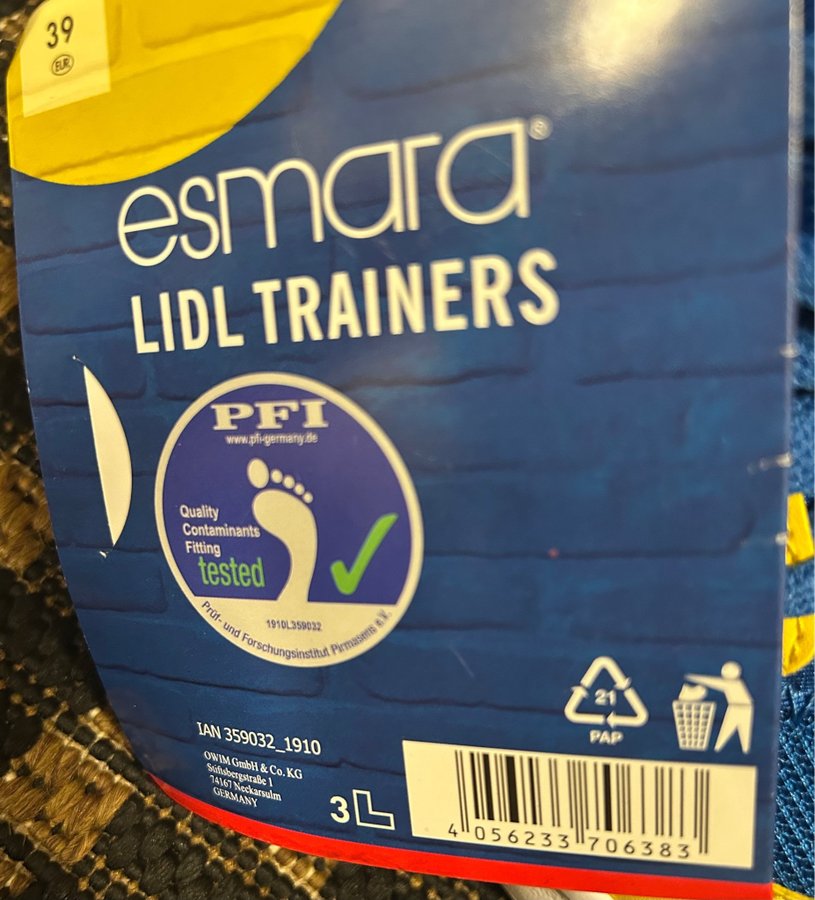 39
EUR
esmara®
LIDL TRAINERS
PFI
www.pfi-germany.de
Quality
Contaminants
Fitting
tested
1910L359032
Prüf- und Forschungsinstitut Pirmasens e.V.
21
PAP
IAN 359032_1910
OWIM GmbH & Co. KG
Stiftsbergstraße 1
74167 Neckarsulm
GERMANY
3L
4 056233 706383